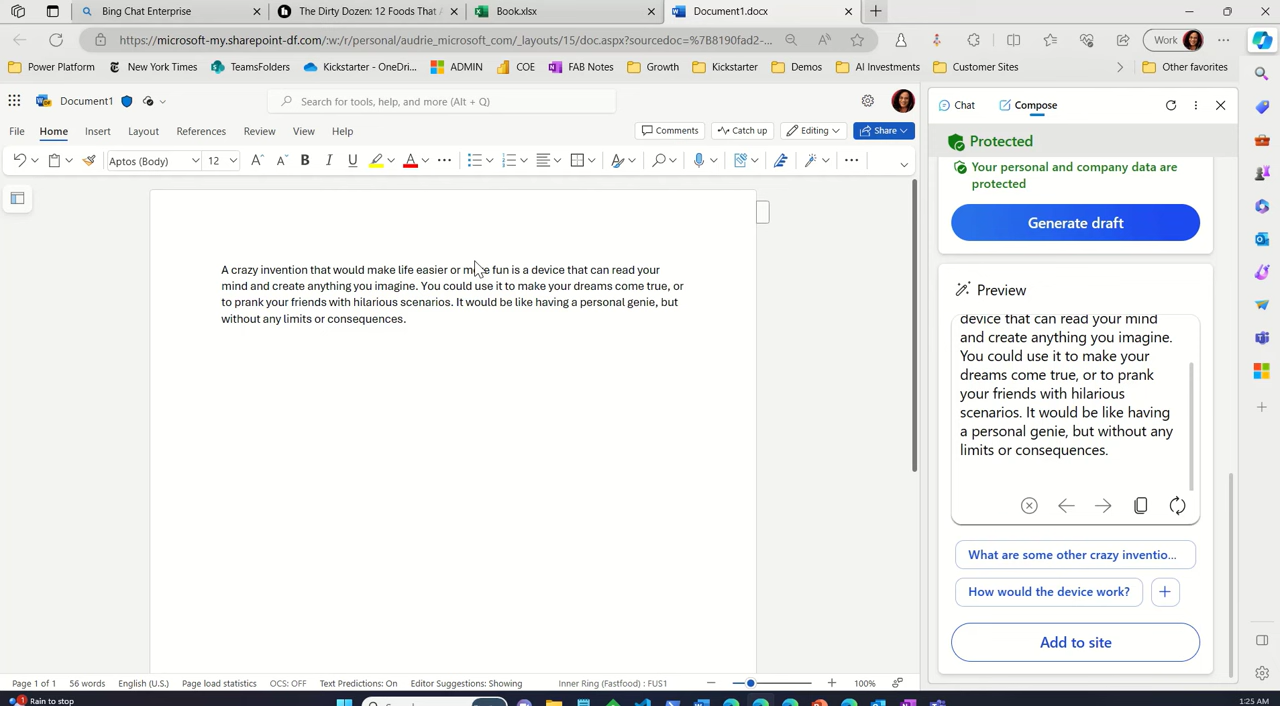 Bing Chat Enterprise
The Dirty Dozen: 12 Foods That A
Book.xlsx
Document1.docx
https://microsoft-my.sharepoint-df.com/:w:/r/personal/audrie_microsoft_com/_layouts/15/doc.aspx?sourcedoc=%7B8190fad2-...
Work
Power Platform
New York Times
TeamsFolders
Kickstarter - OneDri...
ADMIN
COE
FAB Notes
Growth
Kickstarter
Demos
AI Investments
Customer Sites
Other favorites
Document1
Search for tools, help, and more (Alt + Q)
File
Home
Insert
Layout
References
Review
View
Help
Comments
Catch up
Editing
Share
Aptos (Body)
12
A crazy invention that would make life easier or more fun is a device that can read your
mind and create anything you imagine. You could use it to make your dreams come true, or
to prank your friends with hilarious scenarios. It would be like having a personal genie, but
without any limits or consequences.
Chat
Compose
Protected
Your personal and company data are
protected
Generate draft
Preview
device that can read your mind
and create anything you imagine.
You could use it to make your
dreams come true, or to prank
your friends with hilarious
scenarios. It would be like having
a personal genie, but without any
limits or consequences.
What are some other crazy inventio...
How would the device work?
Add to site
Page 1 of 1
56 words
English (U.S.)
Page load statistics
OCS: OFF
Text Predictions: On
Editor Suggestions: Showing
Inner Ring (Fastfood) : FUS1
100%
Rain to stop
1:25 AM